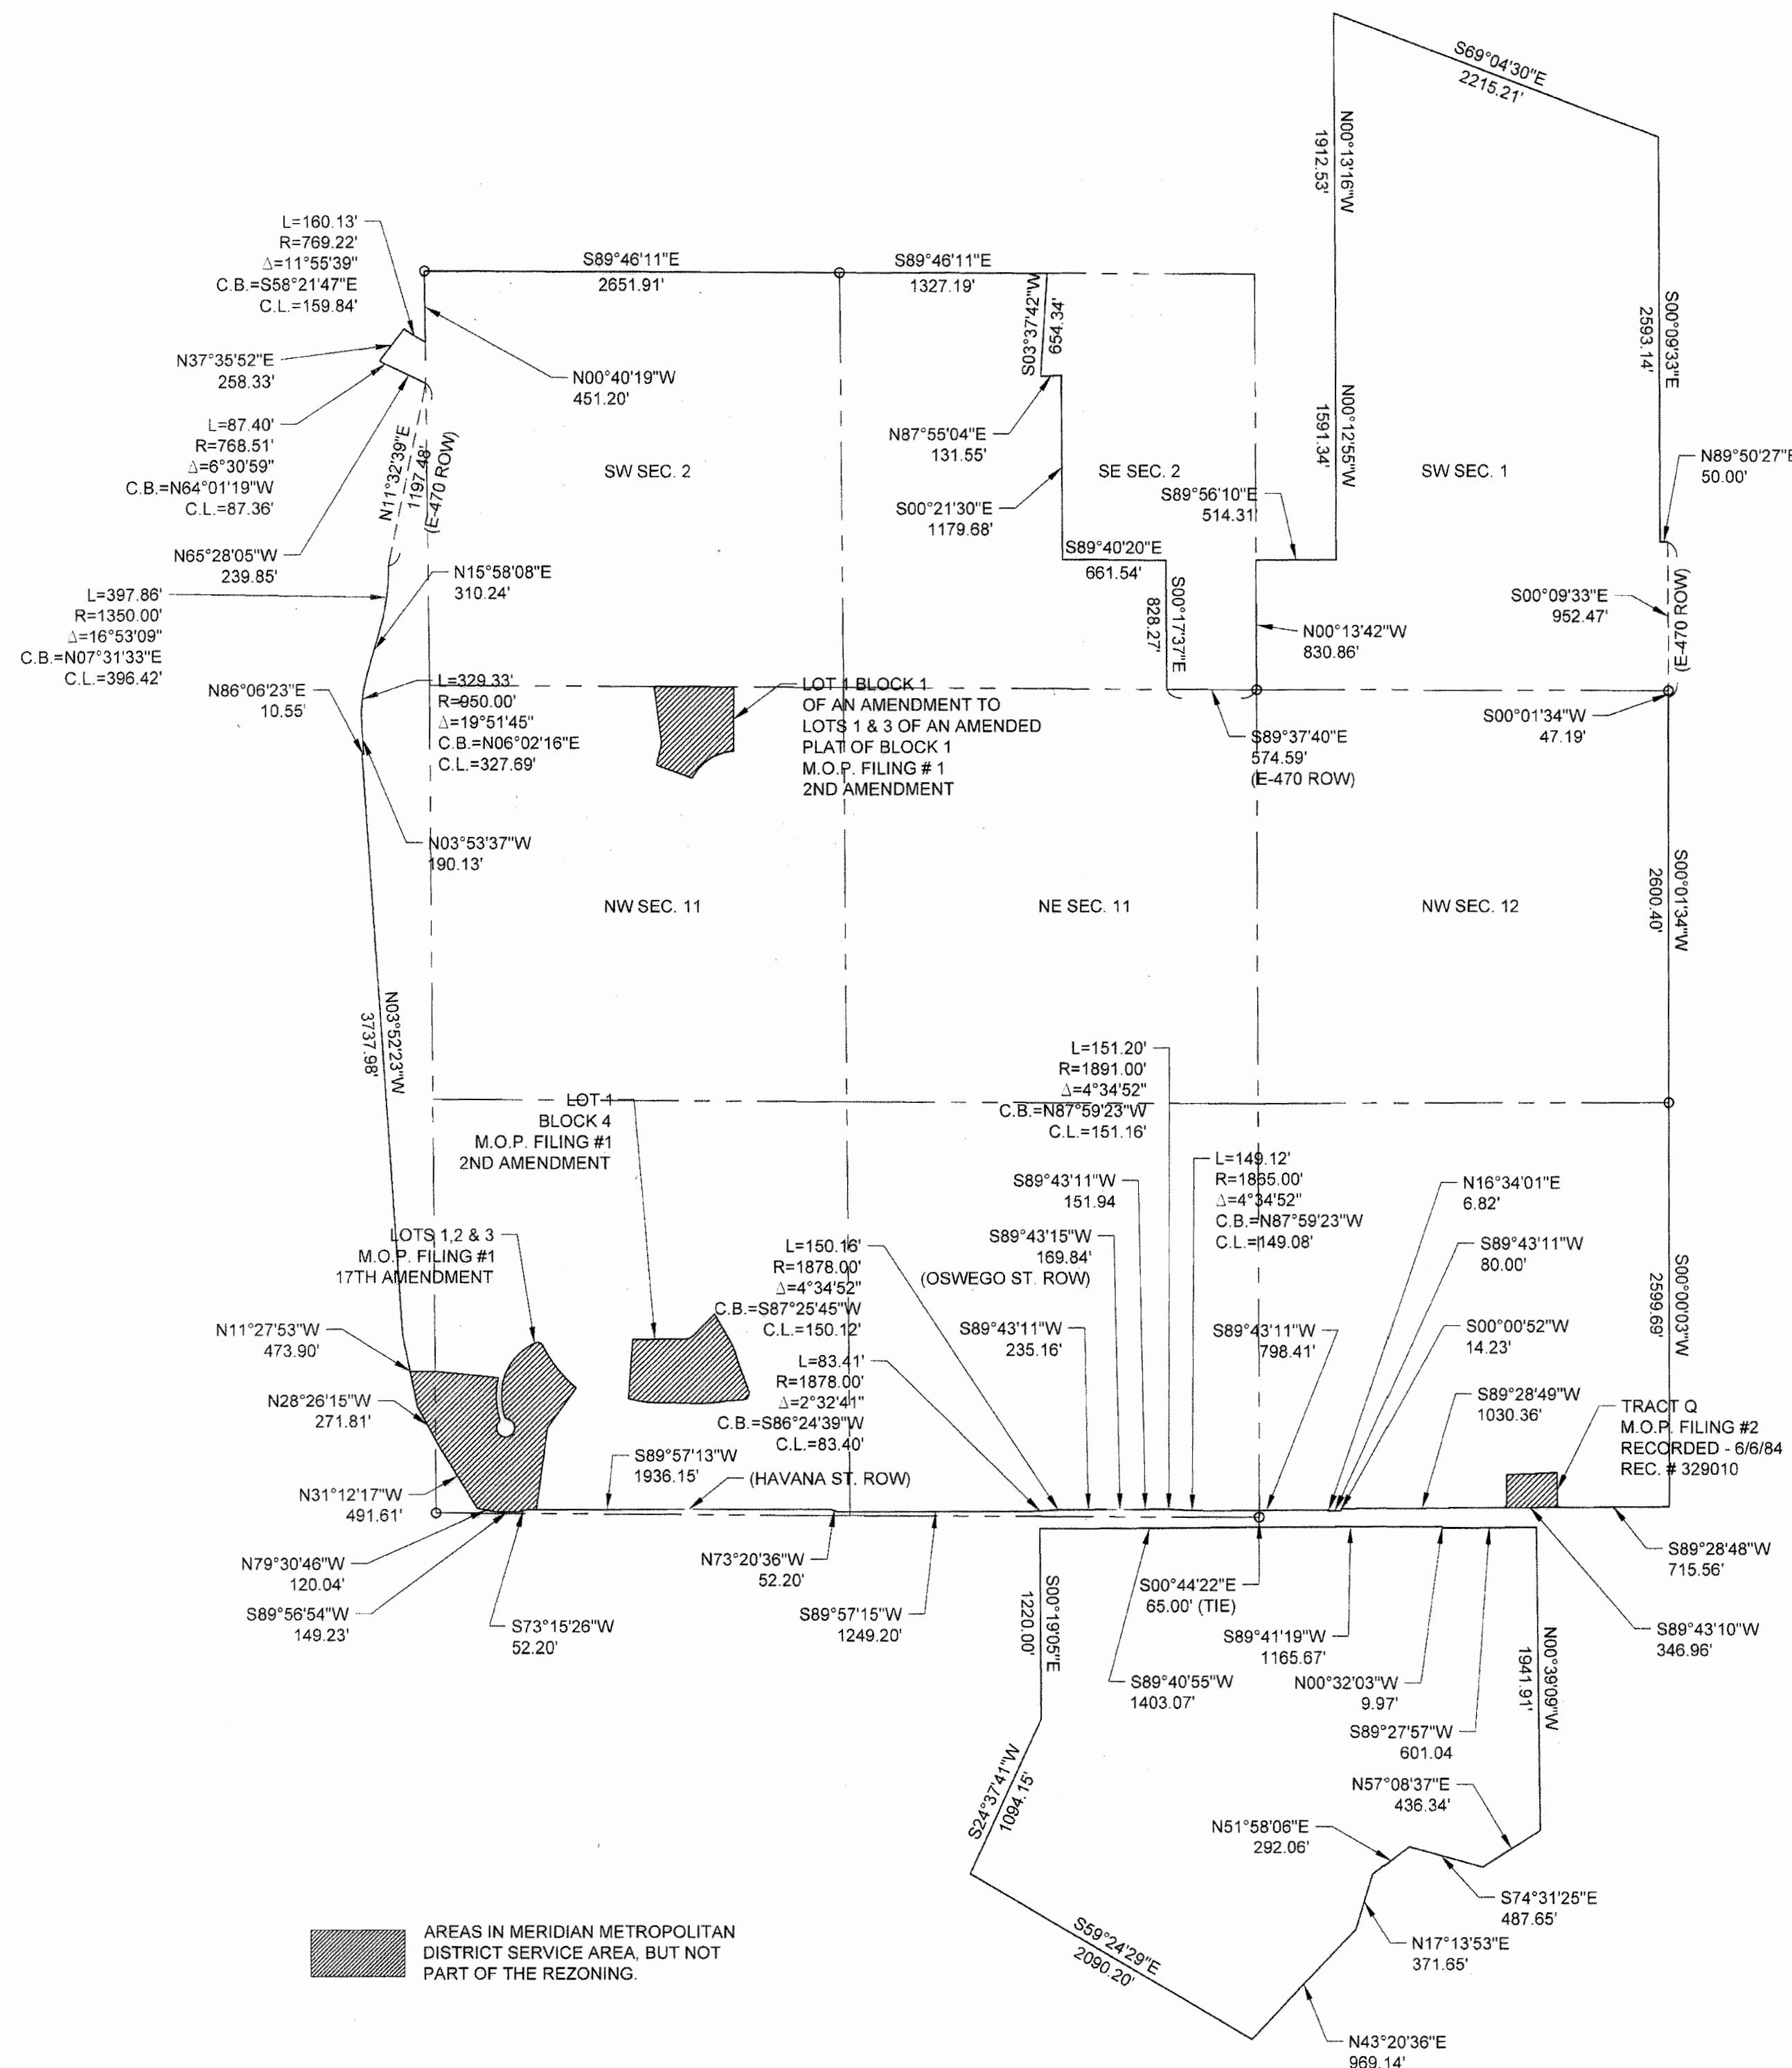 S69°04'30"E
2215.21'
N00°13'16"W
1912.53'
L=160.13'
R=769.22'
Δ=11°55'39"
C.B.=S58°21'47"E
C.L.=159.84'
S89°46'11"E
2651.91'
S89°46'11"E
1327.19'
S03°37'42"W
654.34'
S00°09'33"E
2593.14'
N37°35'52"E
258.33'
N00°40'19"W
451.20'
L=87.40'
R=768.51'
Δ=6°30'59"
C.B.=N64°01'19"W
C.L.=87.36'
N11°32'39"E
1197.48'
(E-470 ROW)
N87°55'04"E
131.55'
N00°12'55"W
1591.34'
SW SEC. 2
SE SEC. 2
SW SEC. 1
N89°50'27"E
50.00'
S89°56'10"E
514.31
S00°21'30"E
1179.68'
N65°28'05"W
239.85'
S89°40'20"E
661.54'
N15°58'08"E
310.24'
L=397.86'
R=1350.00'
Δ=16°53'09"
C.B.=N07°31'33"E
C.L.=396.42'
S00°17'37"E
828.27'
S00°09'33"E
952.47'
(E-470 ROW)
N00°13'42"W
830.86'
N86°06'23"E
10.55'
L=329.33'
R=950.00'
Δ=19°51'45"
C.B.=N06°02'16"E
C.L.=327.69'
LOT 1 BLOCK 1
OF AN AMENDMENT TO
LOTS 1 & 3 OF AN AMENDED
PLAT OF BLOCK 1
M.O.P. FILING # 1
2ND AMENDMENT
S00°01'34"W
47.19'
S89°37'40"E
574.59'
(E-470 ROW)
N03°53'37"W
190.13'
S00°01'34"W
2600.40'
NW SEC. 11
NE SEC. 11
NW SEC. 12
N03°52'23"W
3737.98'
L=151.20'
R=1891.00'
Δ=4°34'52"
C.B.=N87°59'23"W
C.L.=151.16'
LOT 1
BLOCK 4
M.O.P. FILING #1
2ND AMENDMENT
L=149.12'
R=1865.00'
Δ=4°34'52"
C.B.=N87°59'23"W
C.L.=149.08'
S89°43'11"W
151.94
N16°34'01"E
6.82'
LOTS 1,2 & 3
M.O.P. FILING #1
17TH AMENDMENT
L=150.16'
R=1878.00'
Δ=4°34'52"
C.B.=S87°25'45"W
C.L.=150.12'
S89°43'15"W
169.84'
(OSWEGO ST. ROW)
S89°43'11"W
80.00'
S00°00'03"W
2599.69'
N11°27'53"W
473.90'
S89°43'11"W
235.16'
S89°43'11"W
798.41'
S00°00'52"W
14.23'
L=83.41'
R=1878.00'
Δ=2°32'41"
C.B.=S86°24'39"W
C.L.=83.40'
N28°26'15"W
271.81'
S89°28'49"W
1030.36'
TRACT Q
M.O.P. FILING #2
RECORDED - 6/6/84
REC. # 329010
S89°57'13"W
1936.15'
(HAVANA ST. ROW)
N31°12'17"W
491.61'
N79°30'46"W
120.04'
N73°20'36"W
52.20'
S89°28'48"W
715.56'
S89°56'54"W
149.23'
S73°15'26"W
52.20'
S89°57'15"W
1249.20'
S00°19'05"E
1220.00'
S00°44'22"E
65.00' (TIE)
S89°41'19"W
1165.67'
S89°43'10"W
346.96'
N00°39'09"W
1941.91'
S89°40'55"W
1403.07'
N00°32'03"W
9.97'
S89°27'57"W
601.04
S24°37'41"W
1094.15'
N57°08'37"E
436.34'
N51°58'06"E
292.06'
S74°31'25"E
487.65'
S59°24'29"E
2090.20'
N17°13'53"E
371.65'
AREAS IN MERIDIAN METROPOLITAN
DISTRICT SERVICE AREA, BUT NOT
PART OF THE REZONING.
N43°20'36"E
969.14'